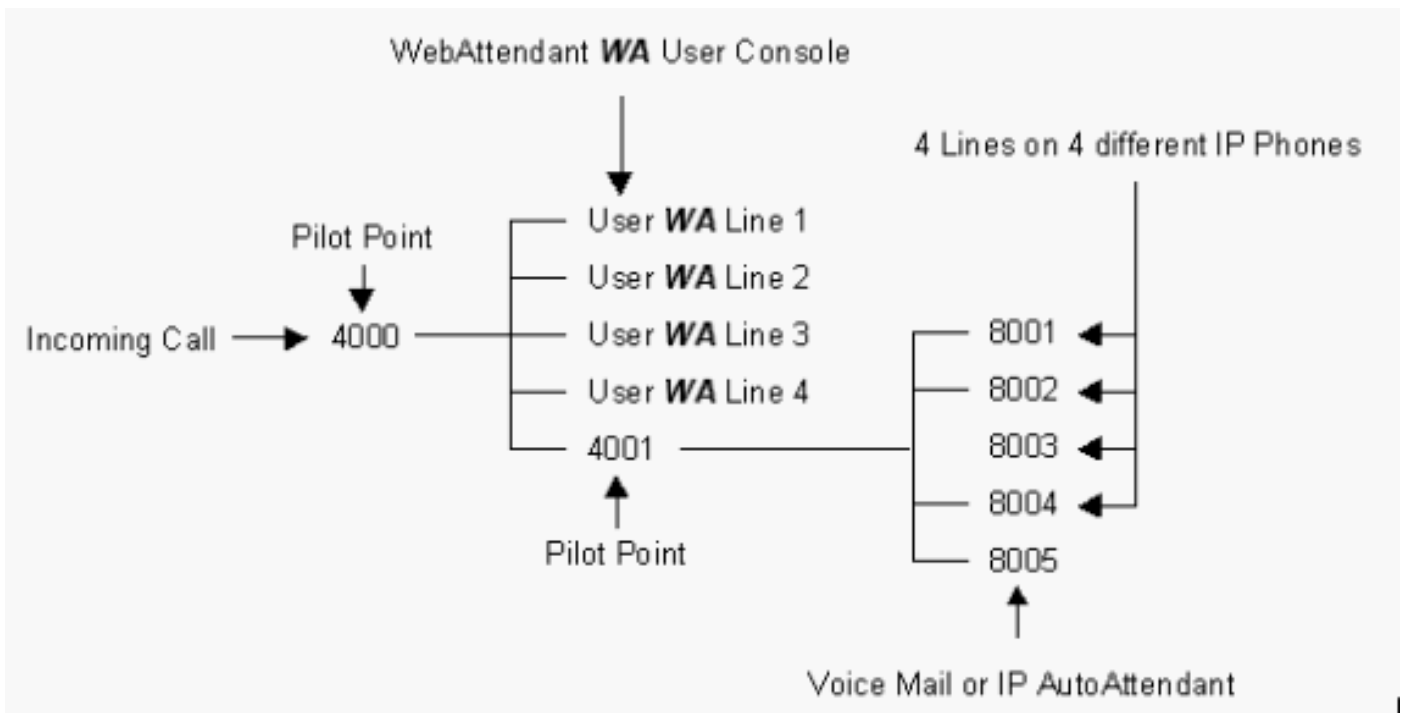 WebAttendant WA User Console
4 Lines on 4 different IP Phones
User WA Line 1
Pilot Point
User WA Line 2
Incoming Call
4000
User WA Line 3
8001
User WA Line 4
8002
4001
8003
8004
Pilot Point
8005
Voice Mail or IP AutoAttendant